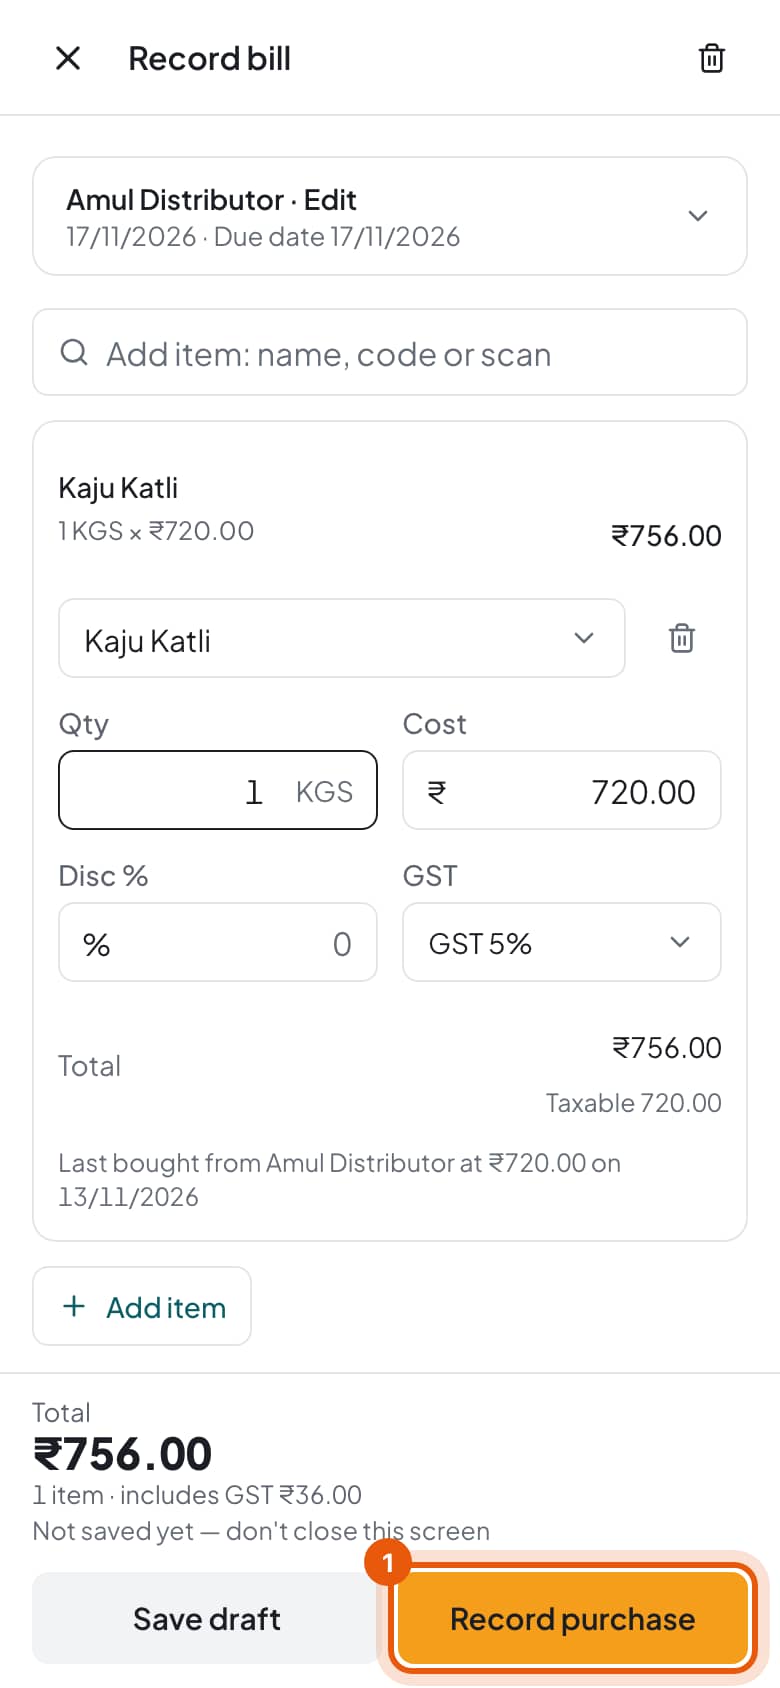 Record bill
Amul Distributor · Edit
17/11/2026 · Due date 17/11/2026
Add item: name, code or scan
Kaju Katli
1 KGS × ₹720.00
₹756.00
Kaju Katli
Qty
Cost
1 KGS
₹ 720.00
Disc %
GST
% 0
GST 5%
₹756.00
Total
Taxable 720.00
Last bought from Amul Distributor at ₹720.00 on
13/11/2026
+ Add item
Total
₹756.00
1 item · includes GST ₹36.00
Not saved yet — don't close this screen
1
Save draft
Record purchase